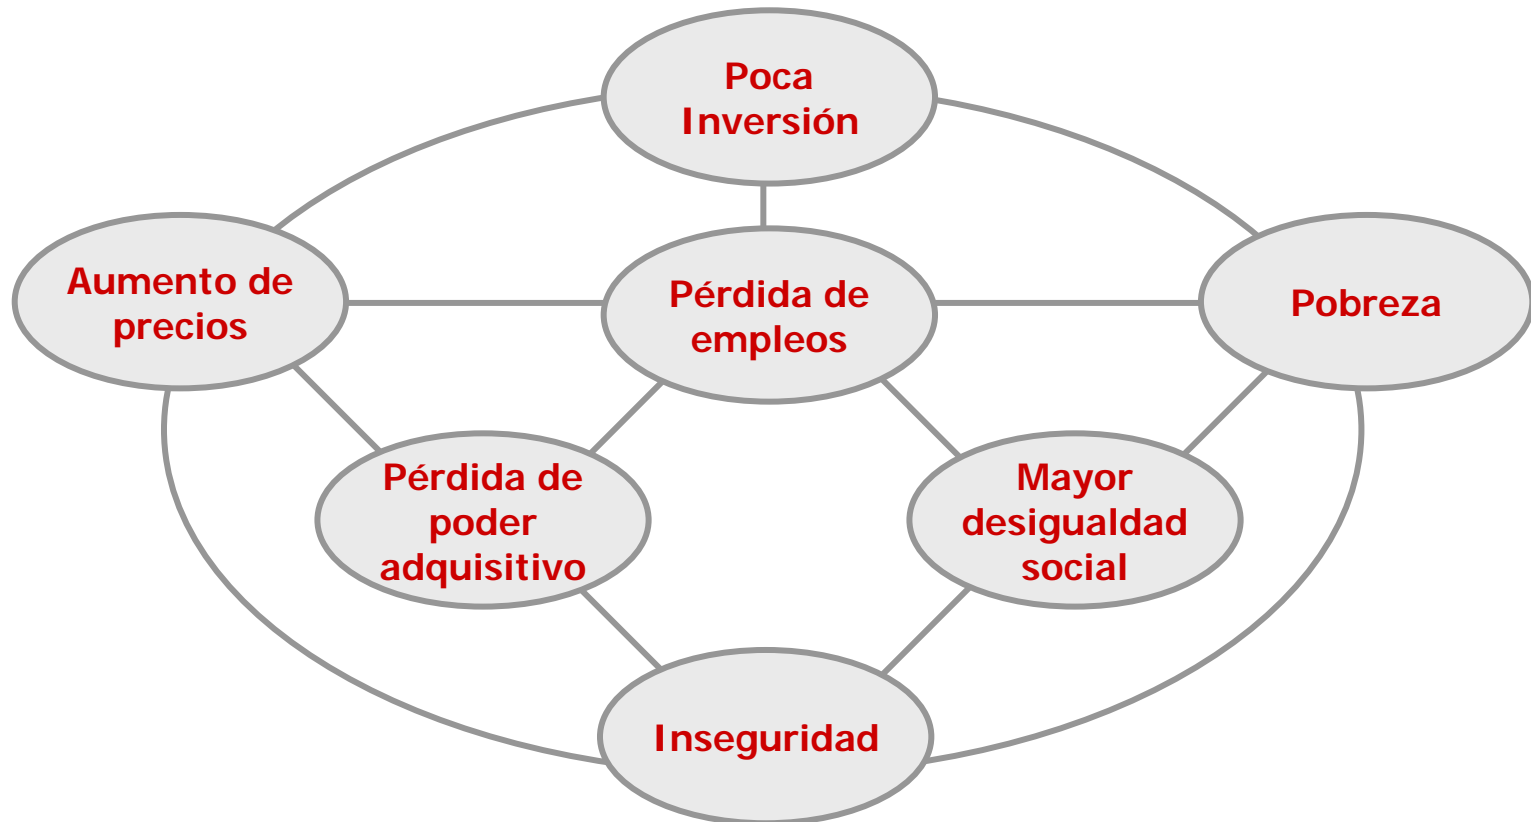 Poca
Inversión
Aumento de
precios
Pérdida de
empleos
Pobreza
Pérdida de
poder
adquisitivo
Mayor
desigualdad
social
Inseguridad